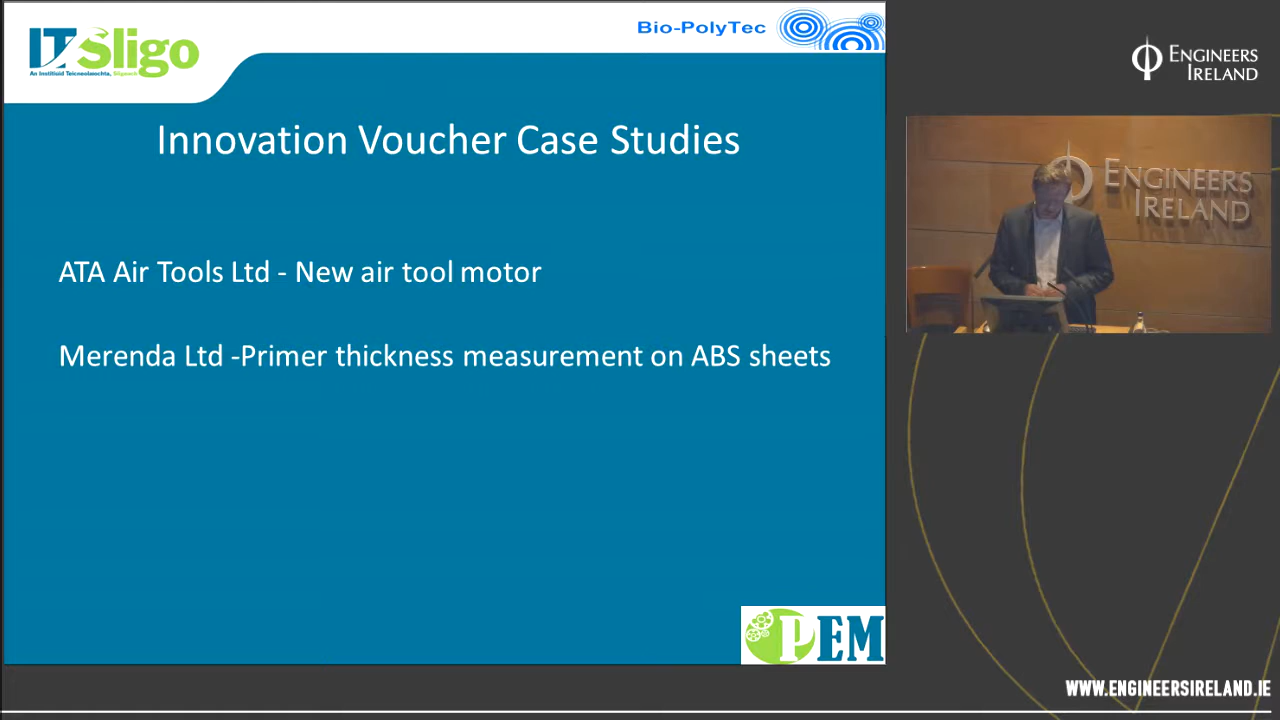 IT Sligo
An Institiúid Teicneolaíochta, Sligeach
Bio-PolyTec
Innovation Voucher Case Studies
ATA Air Tools Ltd - New air tool motor
Merenda Ltd -Primer thickness measurement on ABS sheets
PEM
ENGINEERS
IRELAND
ENGINEERS
IRELAND
WWW.ENGINEERSIRELAND.IE